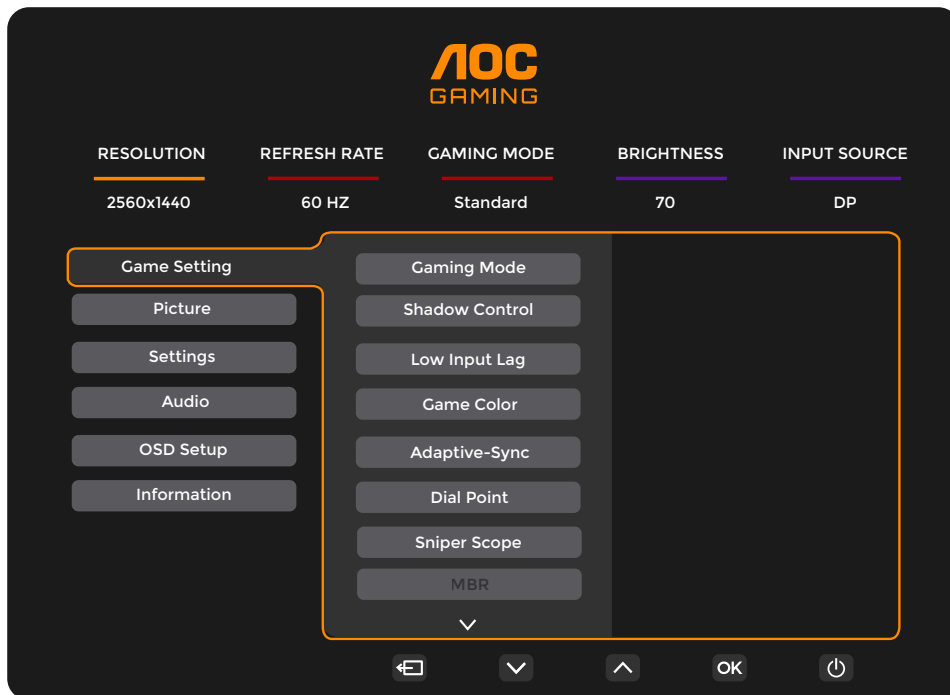 AOC
GAMING
RESOLUTION REFRESH RATE GAMING MODE BRIGHTNESS INPUT SOURCE
2560x1440 60 HZ Standard 70 DP
Game Setting
Picture
Settings
Audio
OSD Setup
Information
Gaming Mode
Shadow Control
Low Input Lag
Game Color
Adaptive-Sync
Dial Point
Sniper Scope
MBR
OK